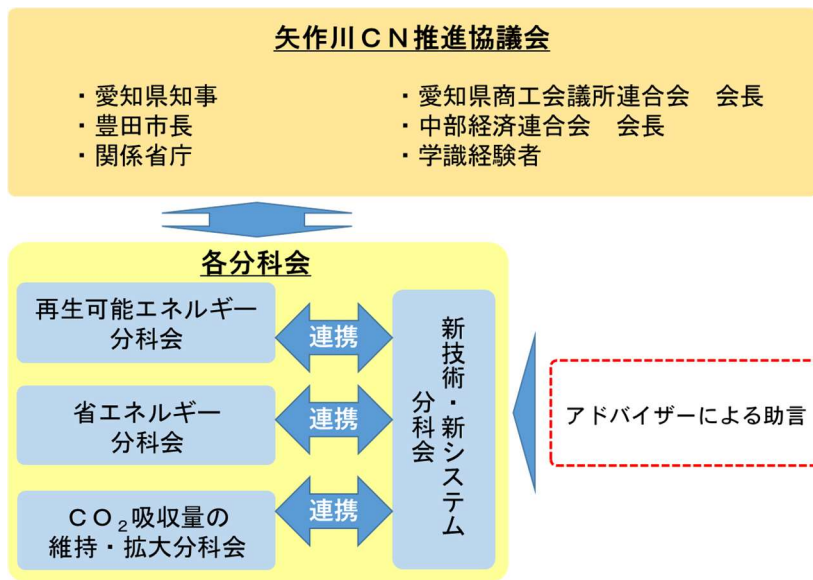 矢作川CN推進協議会
・愛知県知事
・豊田市長
・関係省庁
・愛知県商工会議所連合会　会長
・中部経済連合会　会長
・学識経験者
各分科会
再生可能エネルギー
分科会
連携
省エネルギー
分科会
連携
CO₂吸収量の
維持・拡大分科会
連携
新技術・新システム
分科会
アドバイザーによる助言